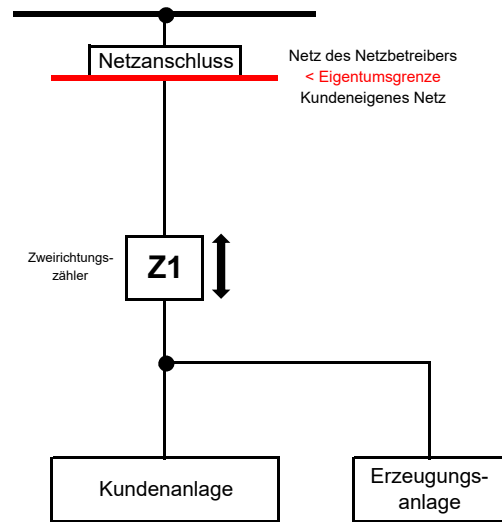 Netzanschluss
Netz des Netzbetreibers
< Eigentumsgrenze
Kundeneigenes Netz
Zweirichtungs-
zähler
Z1
Kundenanlage
Erzeugungs-
anlage